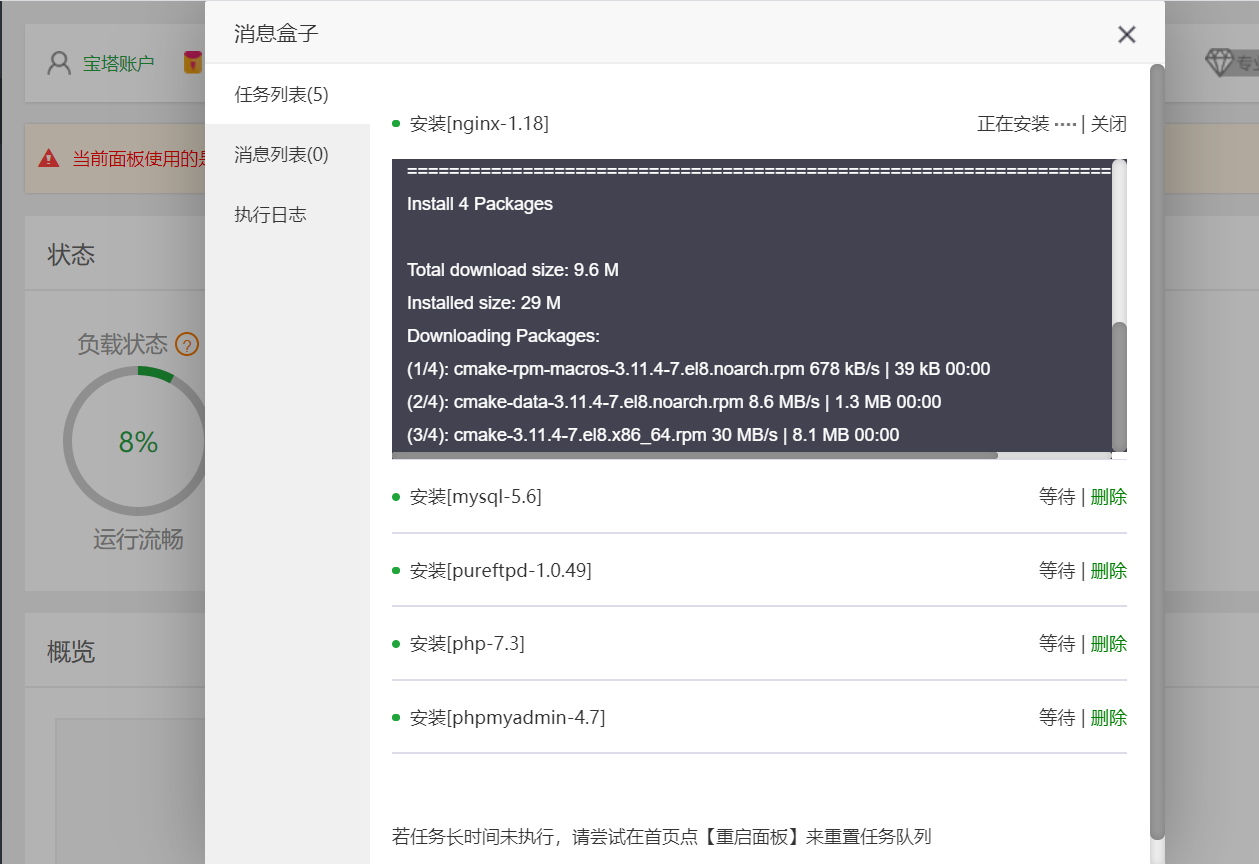 消息盒子
宝塔账户
专业
当前面板使用的是
状态
负载状态 ?
8%
运行流畅
概览
任务列表(5)
消息列表(0)
执行日志
安装[nginx-1.18] 正在安装 ···· | 关闭
======================================================================
Install 4 Packages
Total download size: 9.6 M
Installed size: 29 M
Downloading Packages:
(1/4): cmake-rpm-macros-3.11.4-7.el8.noarch.rpm 678 kB/s | 39 kB 00:00
(2/4): cmake-data-3.11.4-7.el8.noarch.rpm 8.6 MB/s | 1.3 MB 00:00
(3/4): cmake-3.11.4-7.el8.x86_64.rpm 30 MB/s | 8.1 MB 00:00
安装[mysql-5.6] 等待 | 删除
安装[pureftpd-1.0.49] 等待 | 删除
安装[php-7.3] 等待 | 删除
安装[phpmyadmin-4.7] 等待 | 删除
若任务长时间未执行，请尝试在首页点【重启面板】来重置任务队列